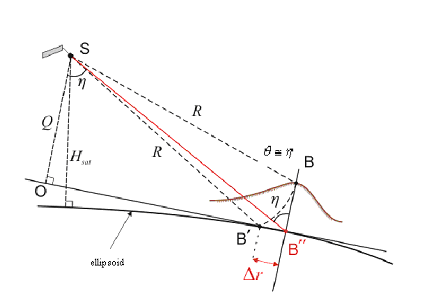 S
η
R
Q
H_sat
R
θ ≅ η
B
η
O
B′
B″
ellipsoid
Δr